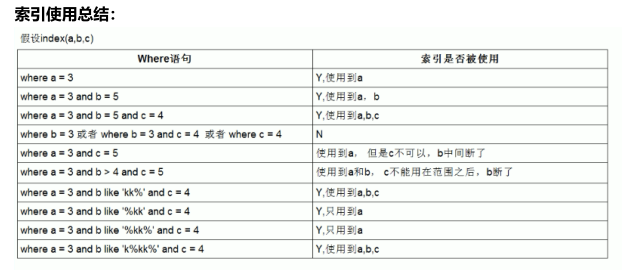 索引使用总结：
假设index(a,b,c)
Where语句 索引是否被使用
where a = 3 Y,使用到a
where a = 3 and b = 5 Y,使用到a，b
where a = 3 and b = 5 and c = 4 Y,使用到a,b,c
where b = 3 或者 where b = 3 and c = 4 或者 where c = 4 N
where a = 3 and c = 5 使用到a， 但是c不可以，b中间断了
where a = 3 and b > 4 and c = 5 使用到a和b， c不能用在范围之后，b断了
where a = 3 and b like 'kk%' and c = 4 Y,使用到a,b,c
where a = 3 and b like '%kk' and c = 4 Y,只用到a
where a = 3 and b like '%kk%' and c = 4 Y,只用到a
where a = 3 and b like 'k%kk%' and c = 4 Y,使用到a,b,c